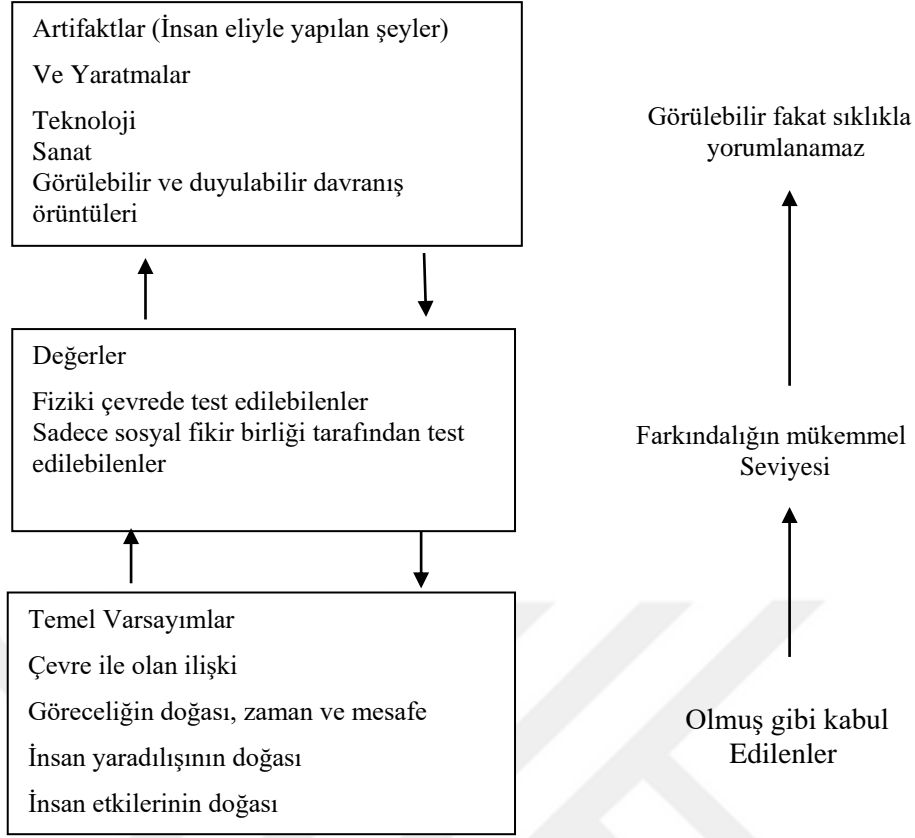 Artifaktlar (İnsan eliyle yapılan şeyler)
Ve Yaratmalar
Teknoloji
Sanat
Görülebilir ve duyulabilir davranış
örüntüleri
Görülebilir fakat sıklıkla
yorumlanamaz
Değerler
Fiziki çevrede test edilebilenler
Sadece sosyal fikir birliği tarafından test
edilebilenler
Farkındalığın mükemmel
Seviyesi
Temel Varsayımlar
Çevre ile olan ilişki
Göreceliğin doğası, zaman ve mesafe
İnsan yaradılışının doğası
İnsan etkilerinin doğası
Olmuş gibi kabul
Edilenler